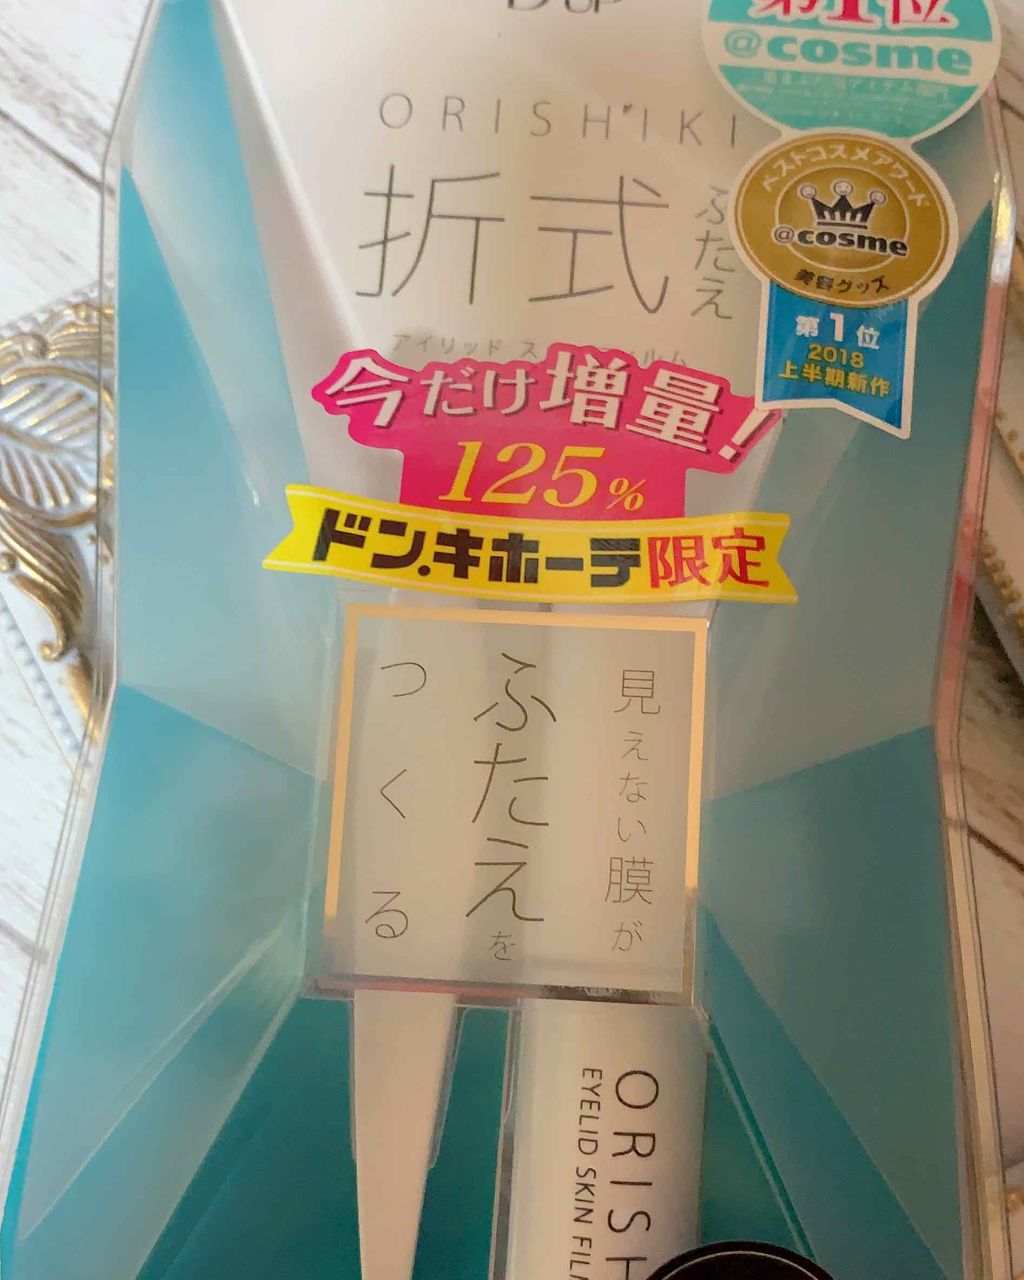 D UP
第1位
@cosme
ORISHIKI
折式
ふたえ
ベストコスメアワード
@cosme
美容グッズ
第1位
2018
上半期新作
今だけ増量!
125%
ドン.キホーテ限定
見えない膜が
ふたえを
つくる
ORISH
EYELID SKIN FIL